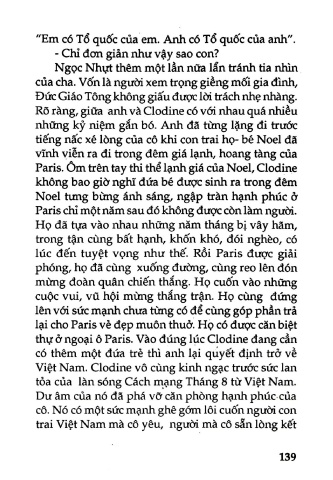 "Em có Tổ quốc của em. Anh có Tổ quốc của anh".
- Chỉ đơn giản như vậy sao con?
Ngọc Nhựt thêm một lần nữa lẩn tránh tia nhìn
của cha. Vốn là người xem trọng giềng mối gia đình,
Đức Giáo Tông không giấu được lời trách nhẹ nhàng.
Rõ ràng, giữa anh và Clodine có với nhau quá nhiều
những kỷ niệm gắn bó. Anh đã từng lặng đi trước
tiếng nấc xé lòng của cô khi con trai họ- bé Noel đã
vĩnh viễn ra đi trong đêm giá lạnh, hoang tàng của
Paris. Ôm trên tay thi thể lạnh giá của Noel, Clodine
không bao giờ nghĩ đứa bé được sinh ra trong đêm
Noel tưng bừng ánh sáng, ngập tràn hạnh phúc ở
Paris chỉ một năm sau đó không được còn làm người.
Họ đã tựa vào nhau những năm tháng bị vây hãm,
trong tận cùng bất hạnh, khốn khó, đói nghèo, có
lúc đến tuyệt vọng như thế. Rồi Paris được giải
phóng, họ đã cùng xuống đường, cùng reo lên đón
mừng đoàn quân chiến thắng. Họ cuốn vào những
cuộc vui, vũ hội mừng thắng trận. Họ cùng đứng
lên với sức mạnh chưa từng có để cùng góp phần trả
lại cho Paris vẻ đẹp muôn thuở. Họ có được căn biệt
thự ở ngoại ô Paris. Vào đúng lúc Clodine đang cần
có thêm một đứa trẻ thì anh lại quyết định trở về
Việt Nam. Clodine vô cùng kinh ngạc trước sức lan
tỏa của làn sóng Cách mạng Tháng 8 từ Việt Nam.
Dư âm của nó đã phá vỡ căn phòng hạnh phúc của
cô. Nó có một sức mạnh ghê gớm lôi cuốn người con
trai Việt Nam mà cô yêu, người mà cô sẵn lòng kết
139